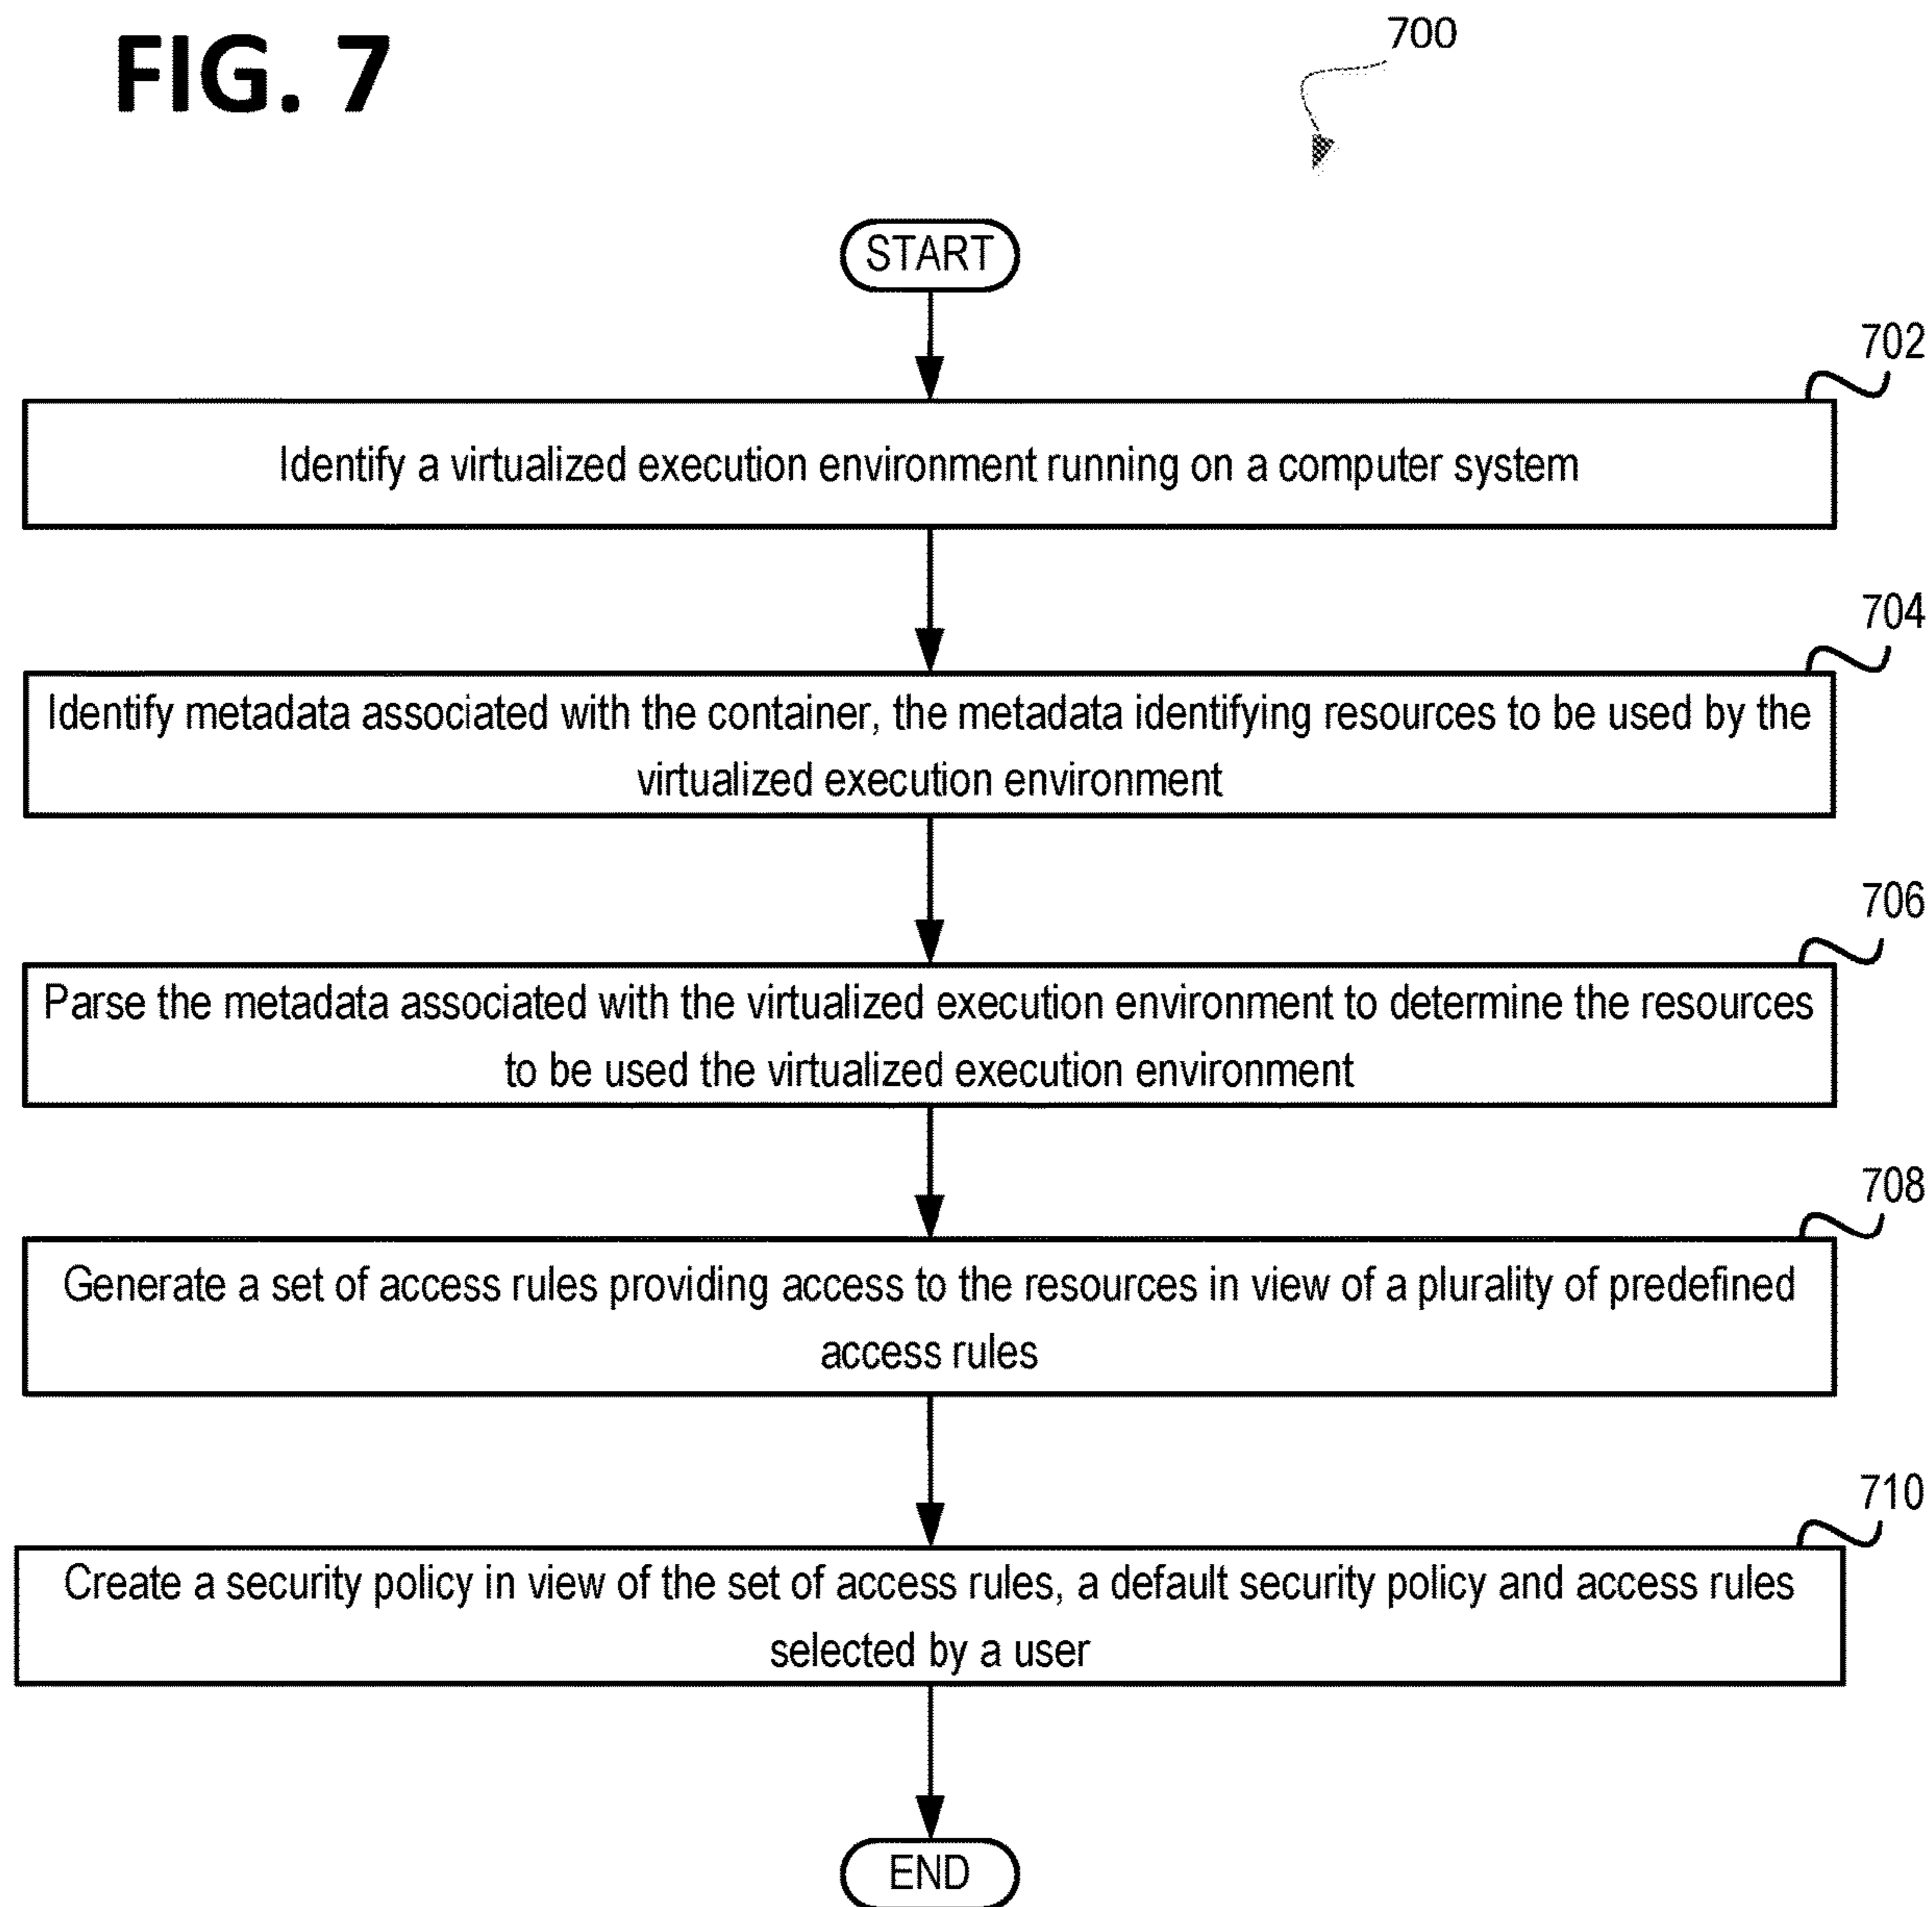 FIG. 7
700
START
702
Identify a virtualized execution environment running on a computer system
704
Identify metadata associated with the container, the metadata identifying resources to be used by the
virtualized execution environment
706
Parse the metadata associated with the virtualized execution environment to determine the resources
to be used the virtualized execution environment
708
Generate a set of access rules providing access to the resources in view of a plurality of predefined
access rules
710
Create a security policy in view of the set of access rules, a default security policy and access rules
selected by a user
END